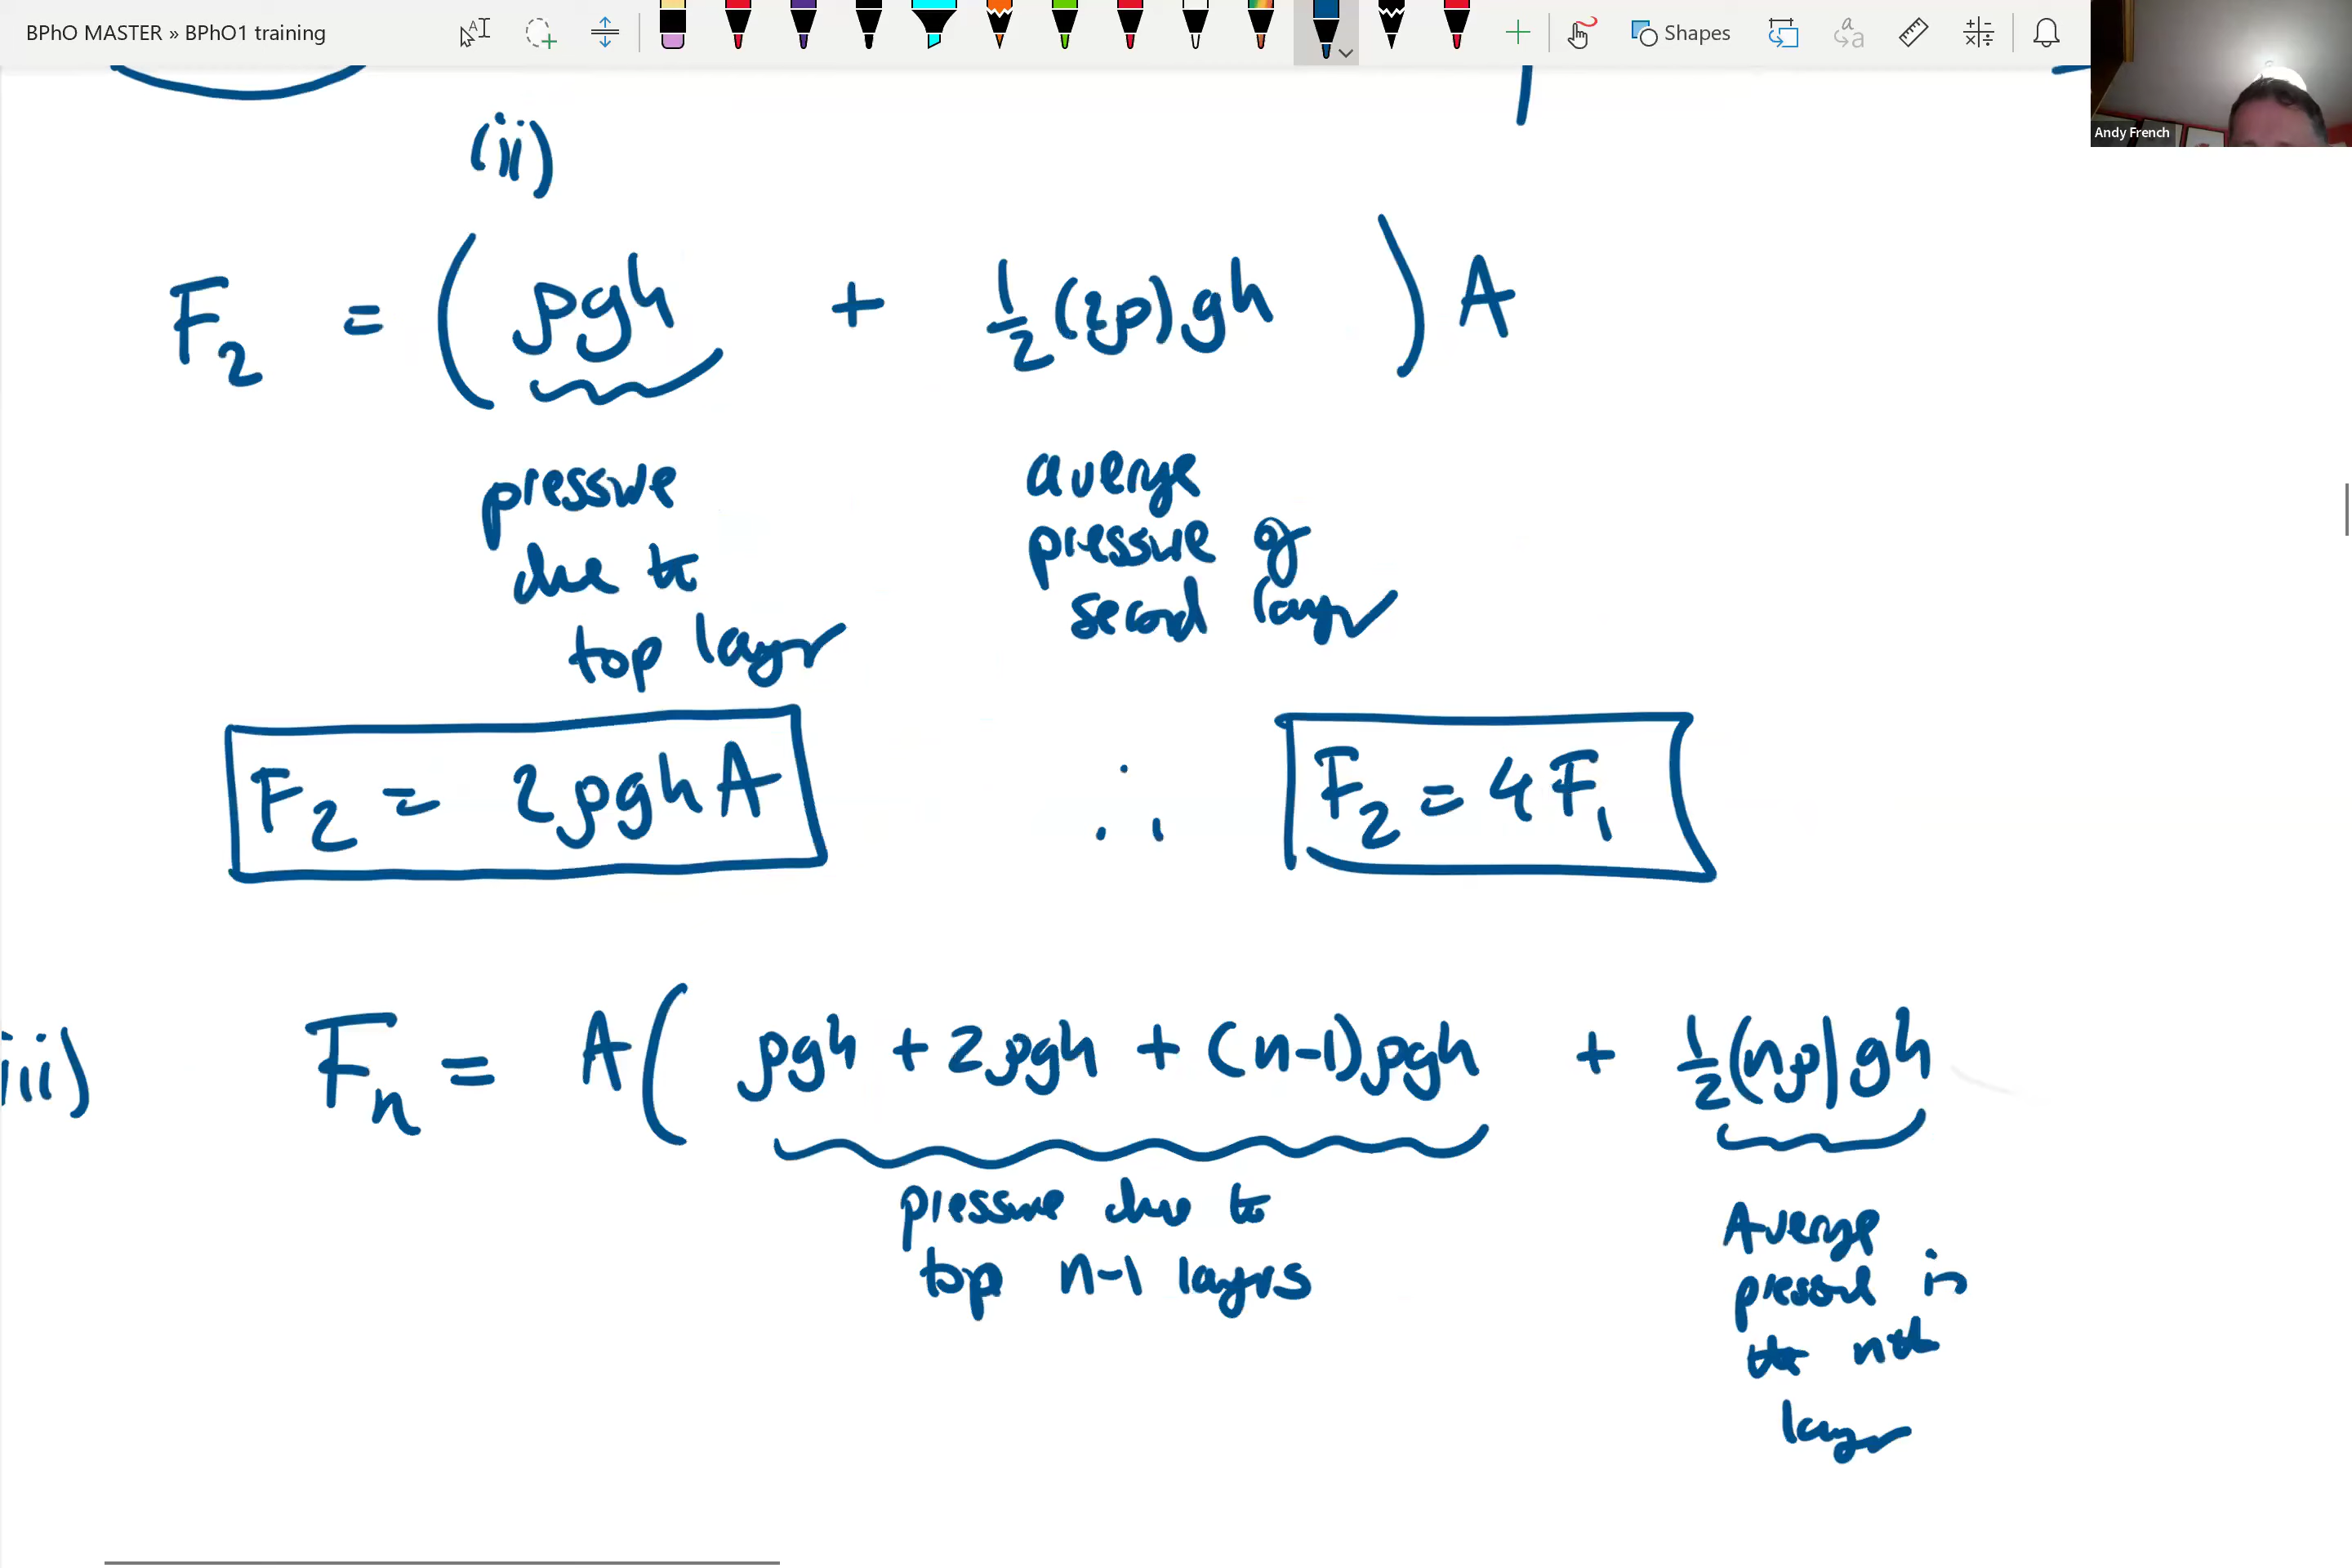 BPhO MASTER » BPhO1 training
Shapes
Andy French
(ii)
F₂ = (ρgh + ½(2ρ)gh) A
pressure
due to
top layer
average
pressure of
second layer
F₂ = 2ρghA ∴ F₂ = 4F₁
iii) Fₙ = A( ρgh + 2ρgh + (n-1)ρgh + ½(nρ)gh
pressure due to
top n-1 layers
Average
pressure in
the nth
layer